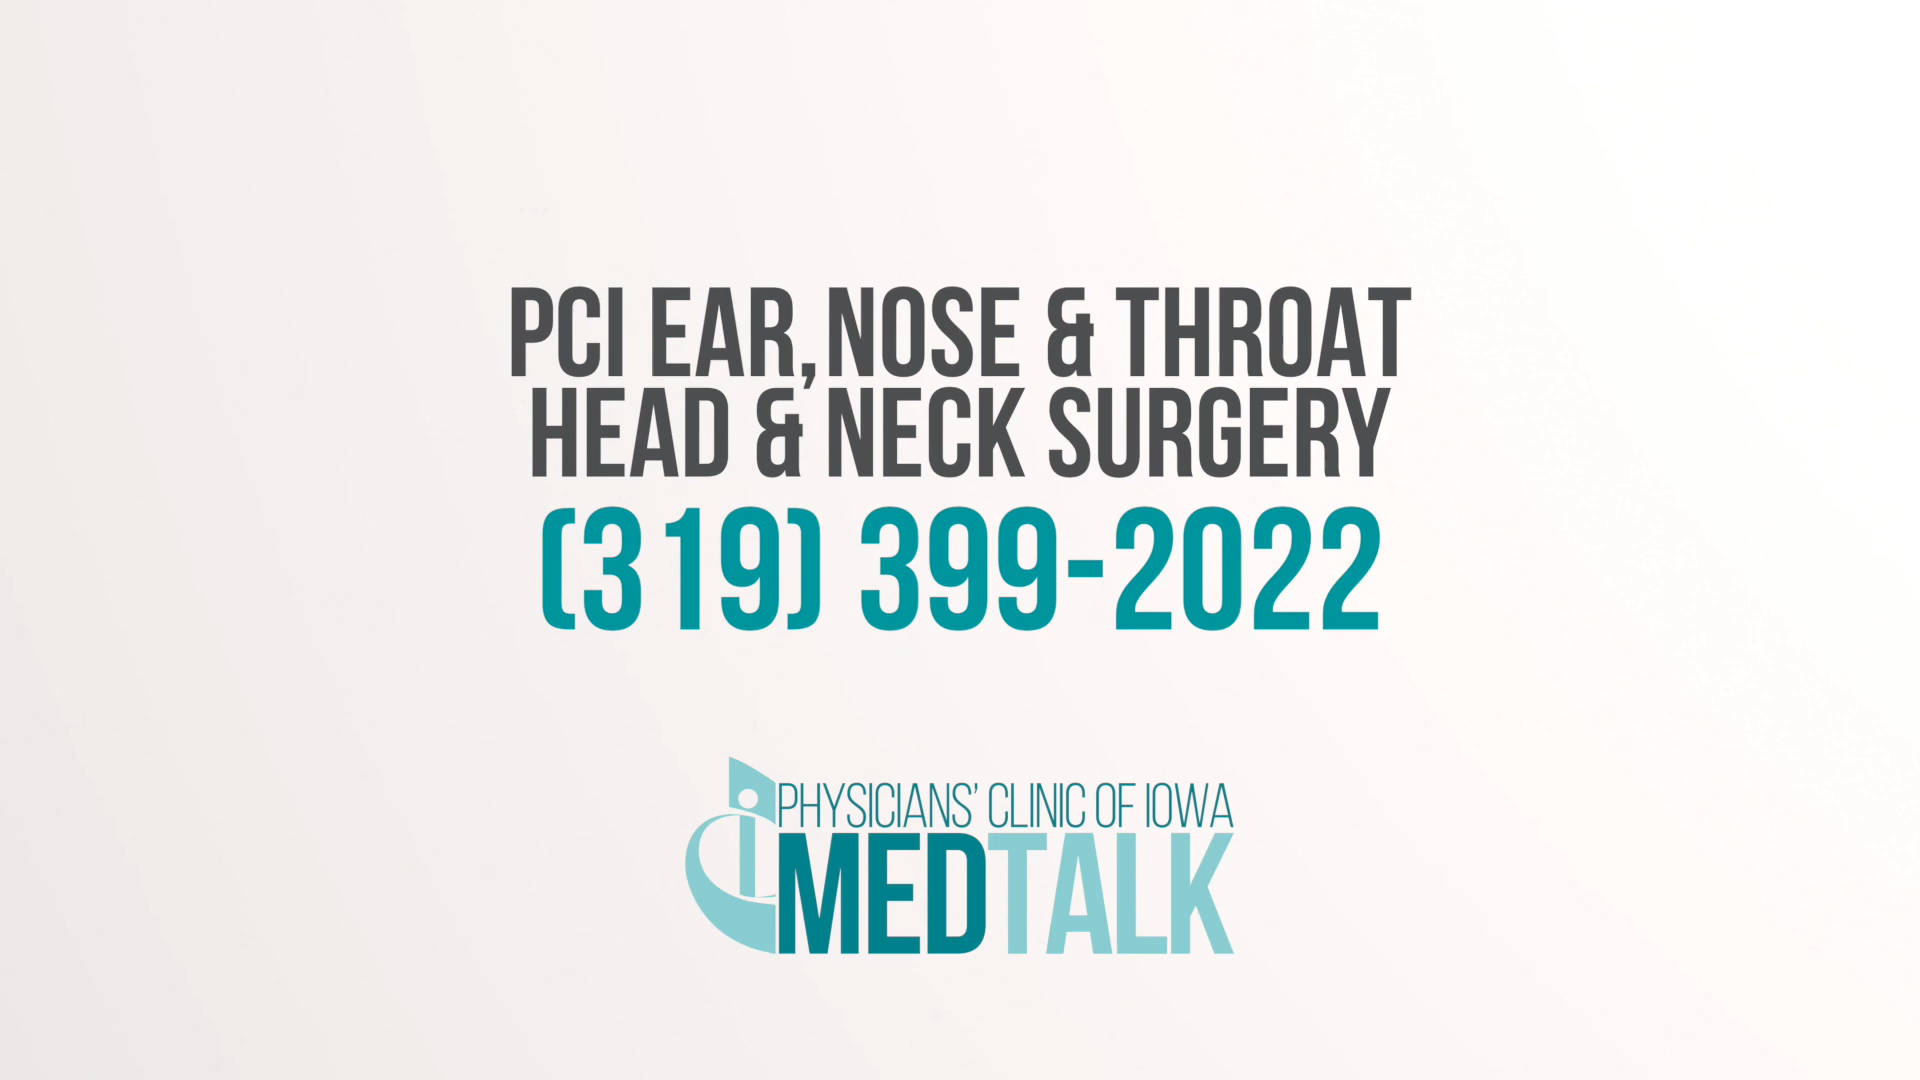 PCI EAR, NOSE & THROAT
HEAD & NECK SURGERY
(319) 399-2022
PHYSICIANS' CLINIC OF IOWA
MEDTALK